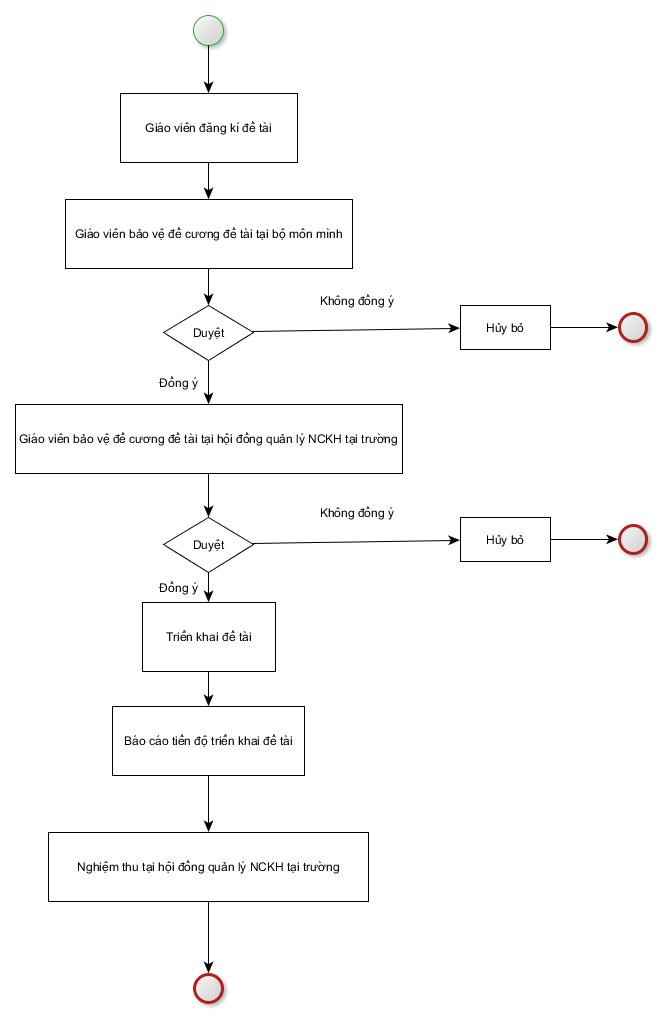 Giáo viên đăng kí đề tài
Giáo viên bảo vệ đề cương đề tài tại bộ môn mình
Không đồng ý
Duyệt
Hủy bỏ
Đồng ý
Giáo viên bảo vệ đề cương đề tài tại hội đồng quản lý NCKH tại trường
Không đồng ý
Duyệt
Hủy bỏ
Đồng ý
Triển khai đề tài
Báo cáo tiến độ triển khai đề tài
Nghiệm thu tại hội đồng quản lý NCKH tại trường